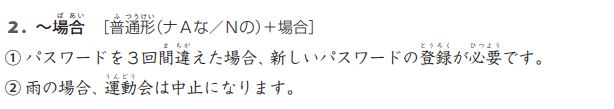 2. ～場合 [普通形(ナAな／Nの)＋場合]
①パスワードを3回間違えた場合、新しいパスワードの登録が必要です。
②雨の場合、運動会は中止になります。